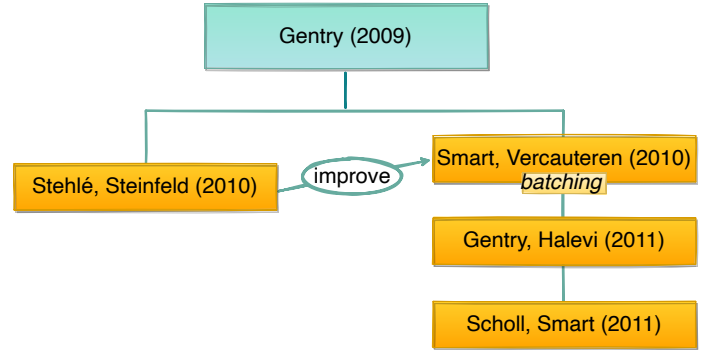 Gentry (2009)
Smart, Vercauteren (2010)
Stehlé, Steinfeld (2010)
improve
batching
Gentry, Halevi (2011)
Scholl, Smart (2011)